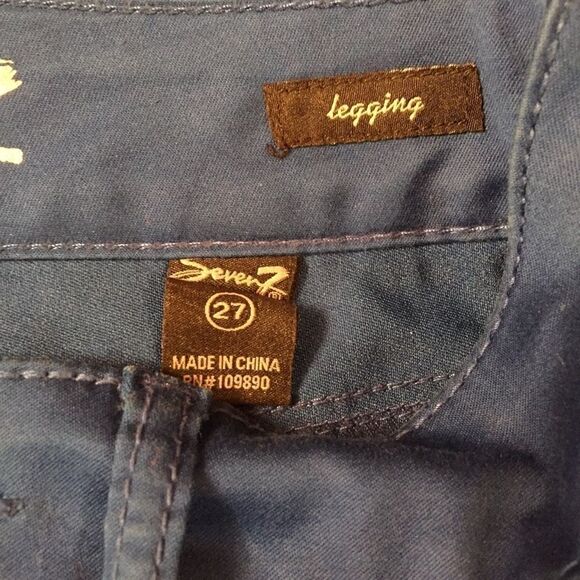 legging
Seven7®
27
MADE IN CHINA
RN#109890